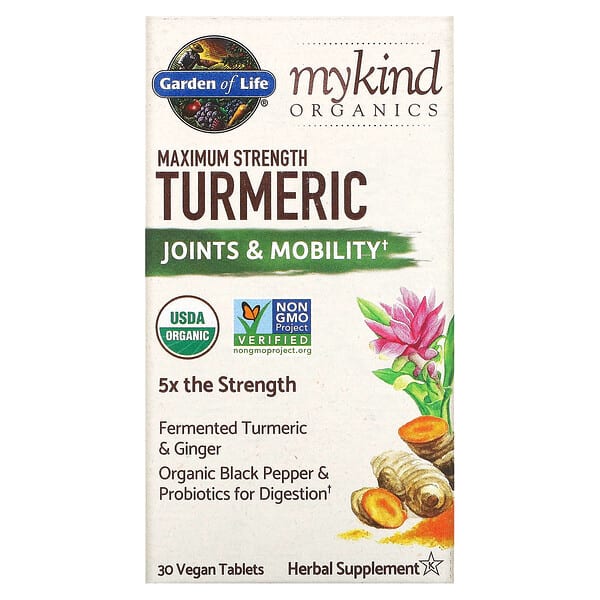 Garden of Life®
mykind
ORGANICS
MAXIMUM STRENGTH
TURMERIC
JOINTS & MOBILITY†
USDA
ORGANIC
NON
GMO
Project
VERIFIED
nongmoproject.org
5x the Strength
Fermented Turmeric
& Ginger
Organic Black Pepper &
Probiotics for Digestion†
30 Vegan Tablets
Herbal Supplement
K